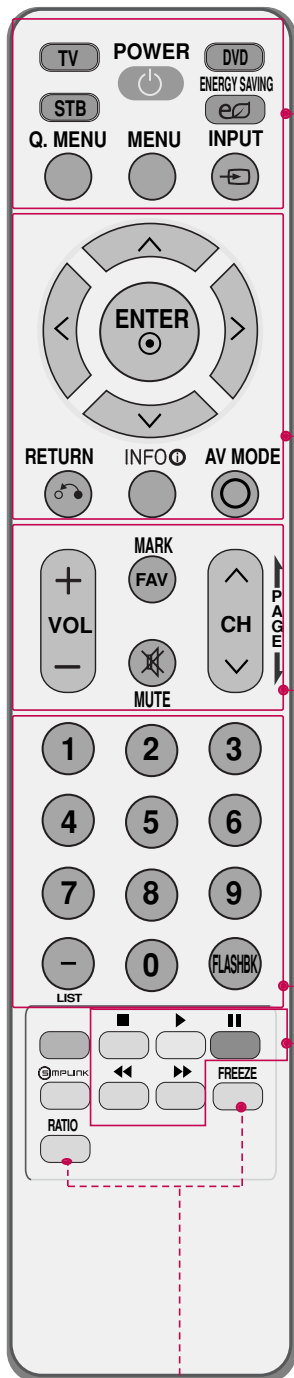 TV POWER DVD
ENERGY SAVING
STB
Q. MENU MENU INPUT
ENTER
RETURN INFO i AV MODE
MARK
FAV
VOL CH PAGE
MUTE
1 2 3
4 5 6
7 8 9
- 0 FLASHBK
LIST
SIMPLINK FREEZE
RATIO